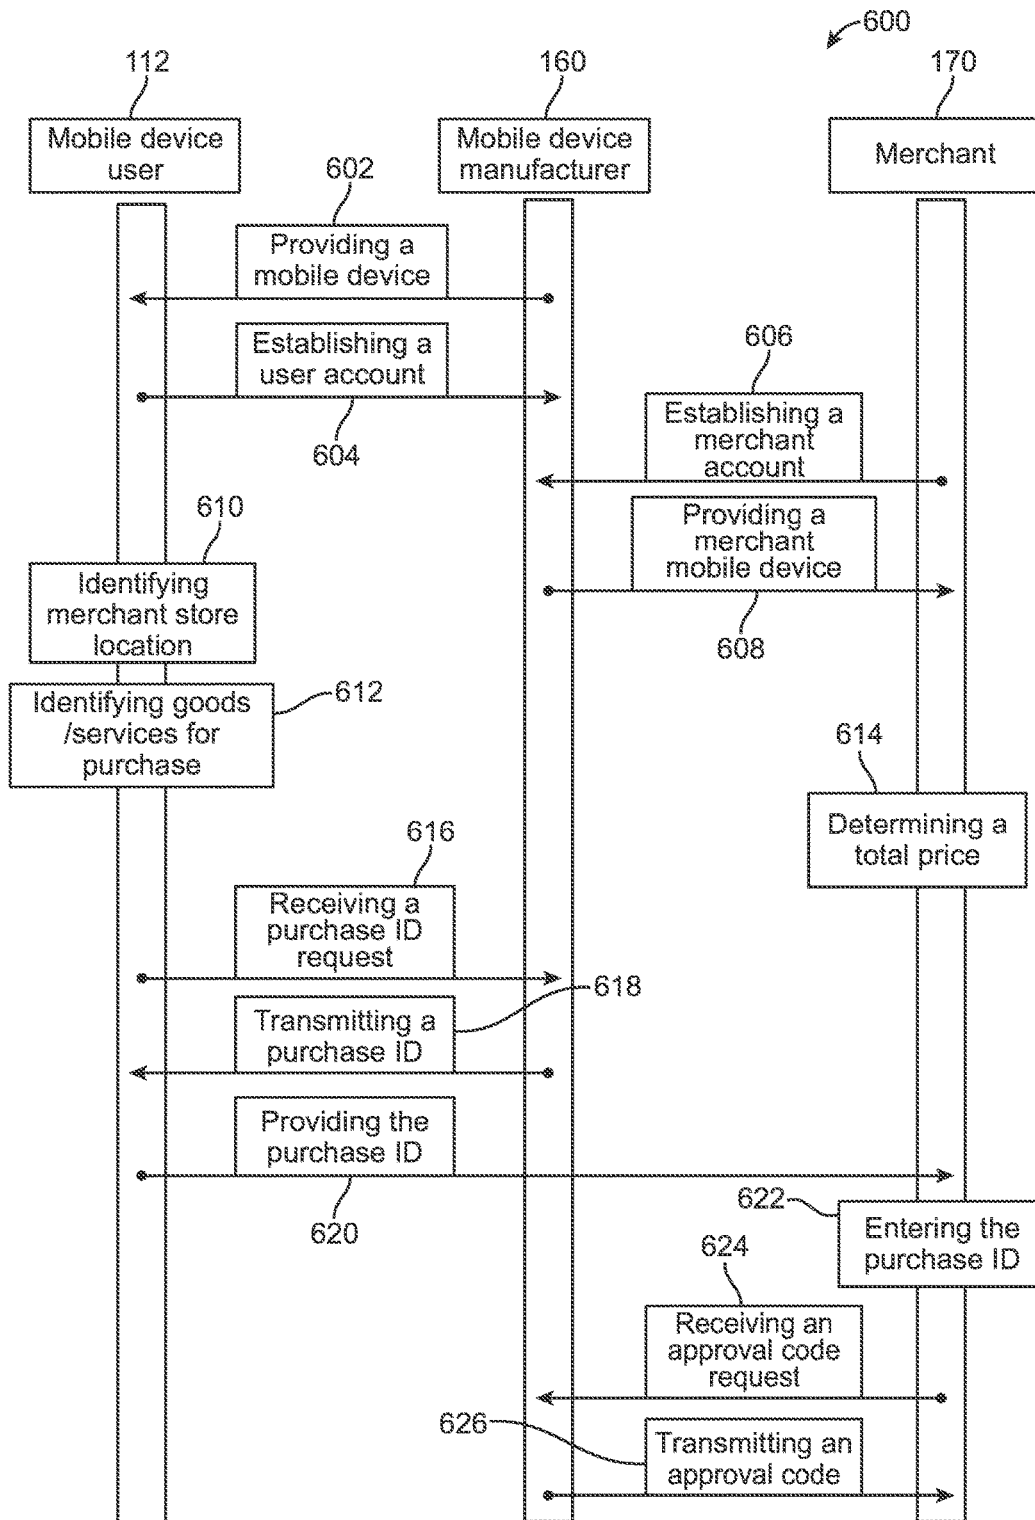 600
112
160
170
Mobile device
user
Mobile device
manufacturer
Merchant
602
Providing a
mobile device
Establishing a
user account
604
606
Establishing a
merchant
account
Providing a
merchant
mobile device
608
610
Identifying
merchant store
location
Identifying goods
/services for
purchase
612
614
Determining a
total price
616
Receiving a
purchase ID
request
618
Transmitting a
purchase ID
Providing the
purchase ID
620
622
Entering the
purchase ID
624
Receiving an
approval code
request
626
Transmitting an
approval code